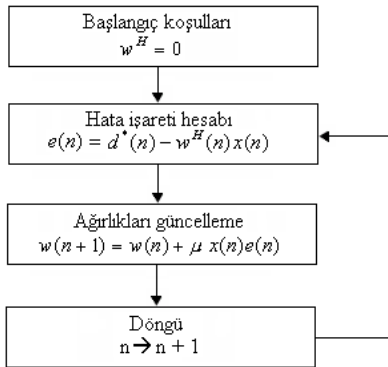 Başlangıç koşulları
w^H = 0
Hata işareti hesabı
e(n) = d^*(n) − w^H(n)x(n)
Ağırlıkları güncelleme
w(n+1) = w(n) + μ x(n)e(n)
Döngü
n→n + 1